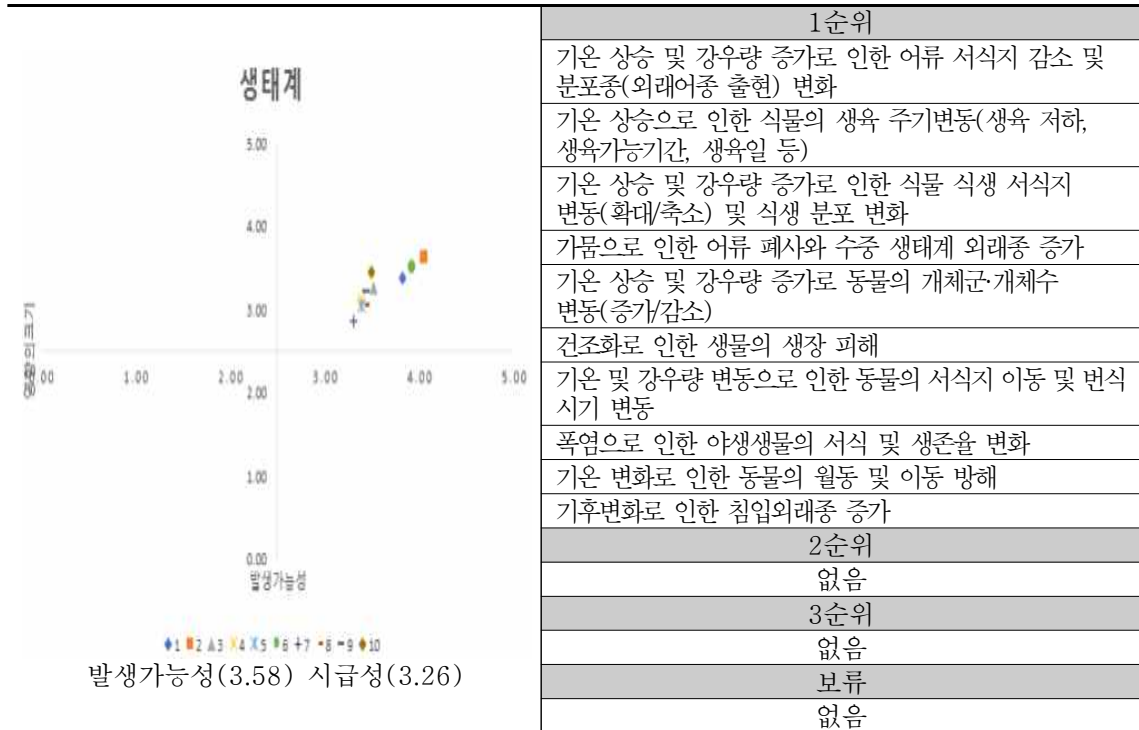 생태계
5.00
4.00
3.00
2.00
1.00
0.00
1.00
2.00
3.00
4.00
5.00
발생가능성
1 2 3 4 5 6 7 8 9 10
발생가능성(3.58) 시급성(3.26)
1순위
기온 상승 및 강우량 증가로 인한 어류 서식지 감소 및
분포종(외래어종 출현) 변화
기온 상승으로 인한 식물의 생육 주기변동(생육 저하,
생육가능기간, 생육일 등)
기온 상승 및 강우량 증가로 인한 식물 식생 서식지
변동(확대/축소) 및 식생 분포 변화
가뭄으로 인한 어류 폐사와 수중 생태계 외래종 증가
기온 상승 및 강우량 증가로 동물의 개체군·개체수
변동(증가/감소)
건조화로 인한 생물의 생장 피해
기온 및 강우량 변동으로 인한 동물의 서식지 이동 및 번식
시기 변동
폭염으로 인한 야생생물의 서식 및 생존율 변화
기온 변화로 인한 동물의 월동 및 이동 방해
기후변화로 인한 침입외래종 증가
2순위
없음
3순위
없음
보류
없음